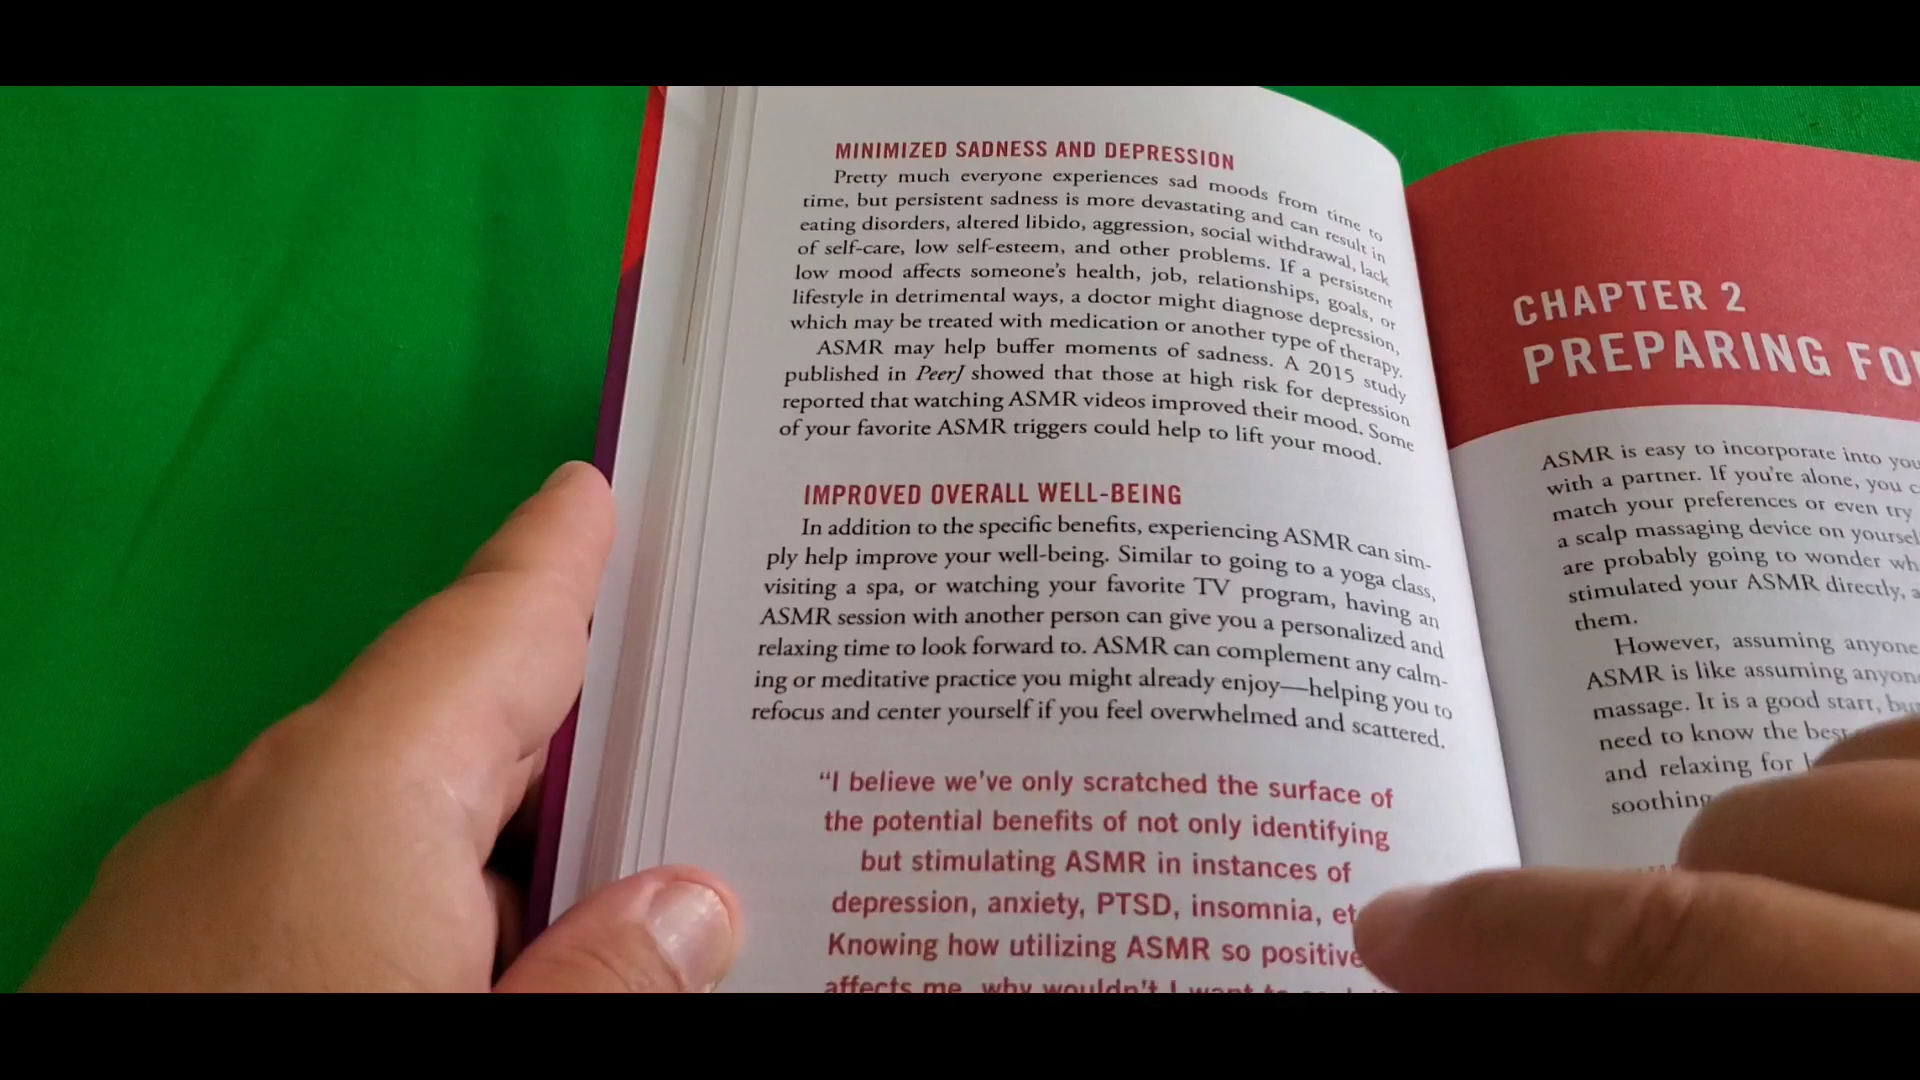 MINIMIZED SADNESS AND DEPRESSION
Pretty much everyone experiences sad moods from time to
time, but persistent sadness is more devastating and can result in
eating disorders, altered libido, aggression, social withdrawal, lack
of self-care, low self-esteem, and other problems. If a persistent
low mood affects someone's health, job, relationships, goals, or
lifestyle in detrimental ways, a doctor might diagnose depression,
which may be treated with medication or another type of therapy.
ASMR may help buffer moments of sadness. A 2015 study
published in PeerJ showed that those at high risk for depression
reported that watching ASMR videos improved their mood. Some
of your favorite ASMR triggers could help to lift your mood.
IMPROVED OVERALL WELL-BEING
In addition to the specific benefits, experiencing ASMR can sim-
ply help improve your well-being. Similar to going to a yoga class,
visiting a spa, or watching your favorite TV program, having an
ASMR session with another person can give you a personalized and
relaxing time to look forward to. ASMR can complement any calm-
ing or meditative practice you might already enjoy—helping you to
refocus and center yourself if you feel overwhelmed and scattered.
“I believe we've only scratched the surface of
the potential benefits of not only identifying
but stimulating ASMR in instances of
depression, anxiety, PTSD, insomnia,
Knowing how utilizing ASMR so
affects me, why wouldn't I want to
CHAPTER 2
PREPARING
ASMR is easy to incorporate into
with a partner. If you're alone, you
match your preferences or even try
a scalp massaging device on
are probably going to wonder
stimulated your ASMR directly,
them.
However, assuming
ASMR is like assuming
massage. It is a good start,
need to know the best
and relaxing for
soothing